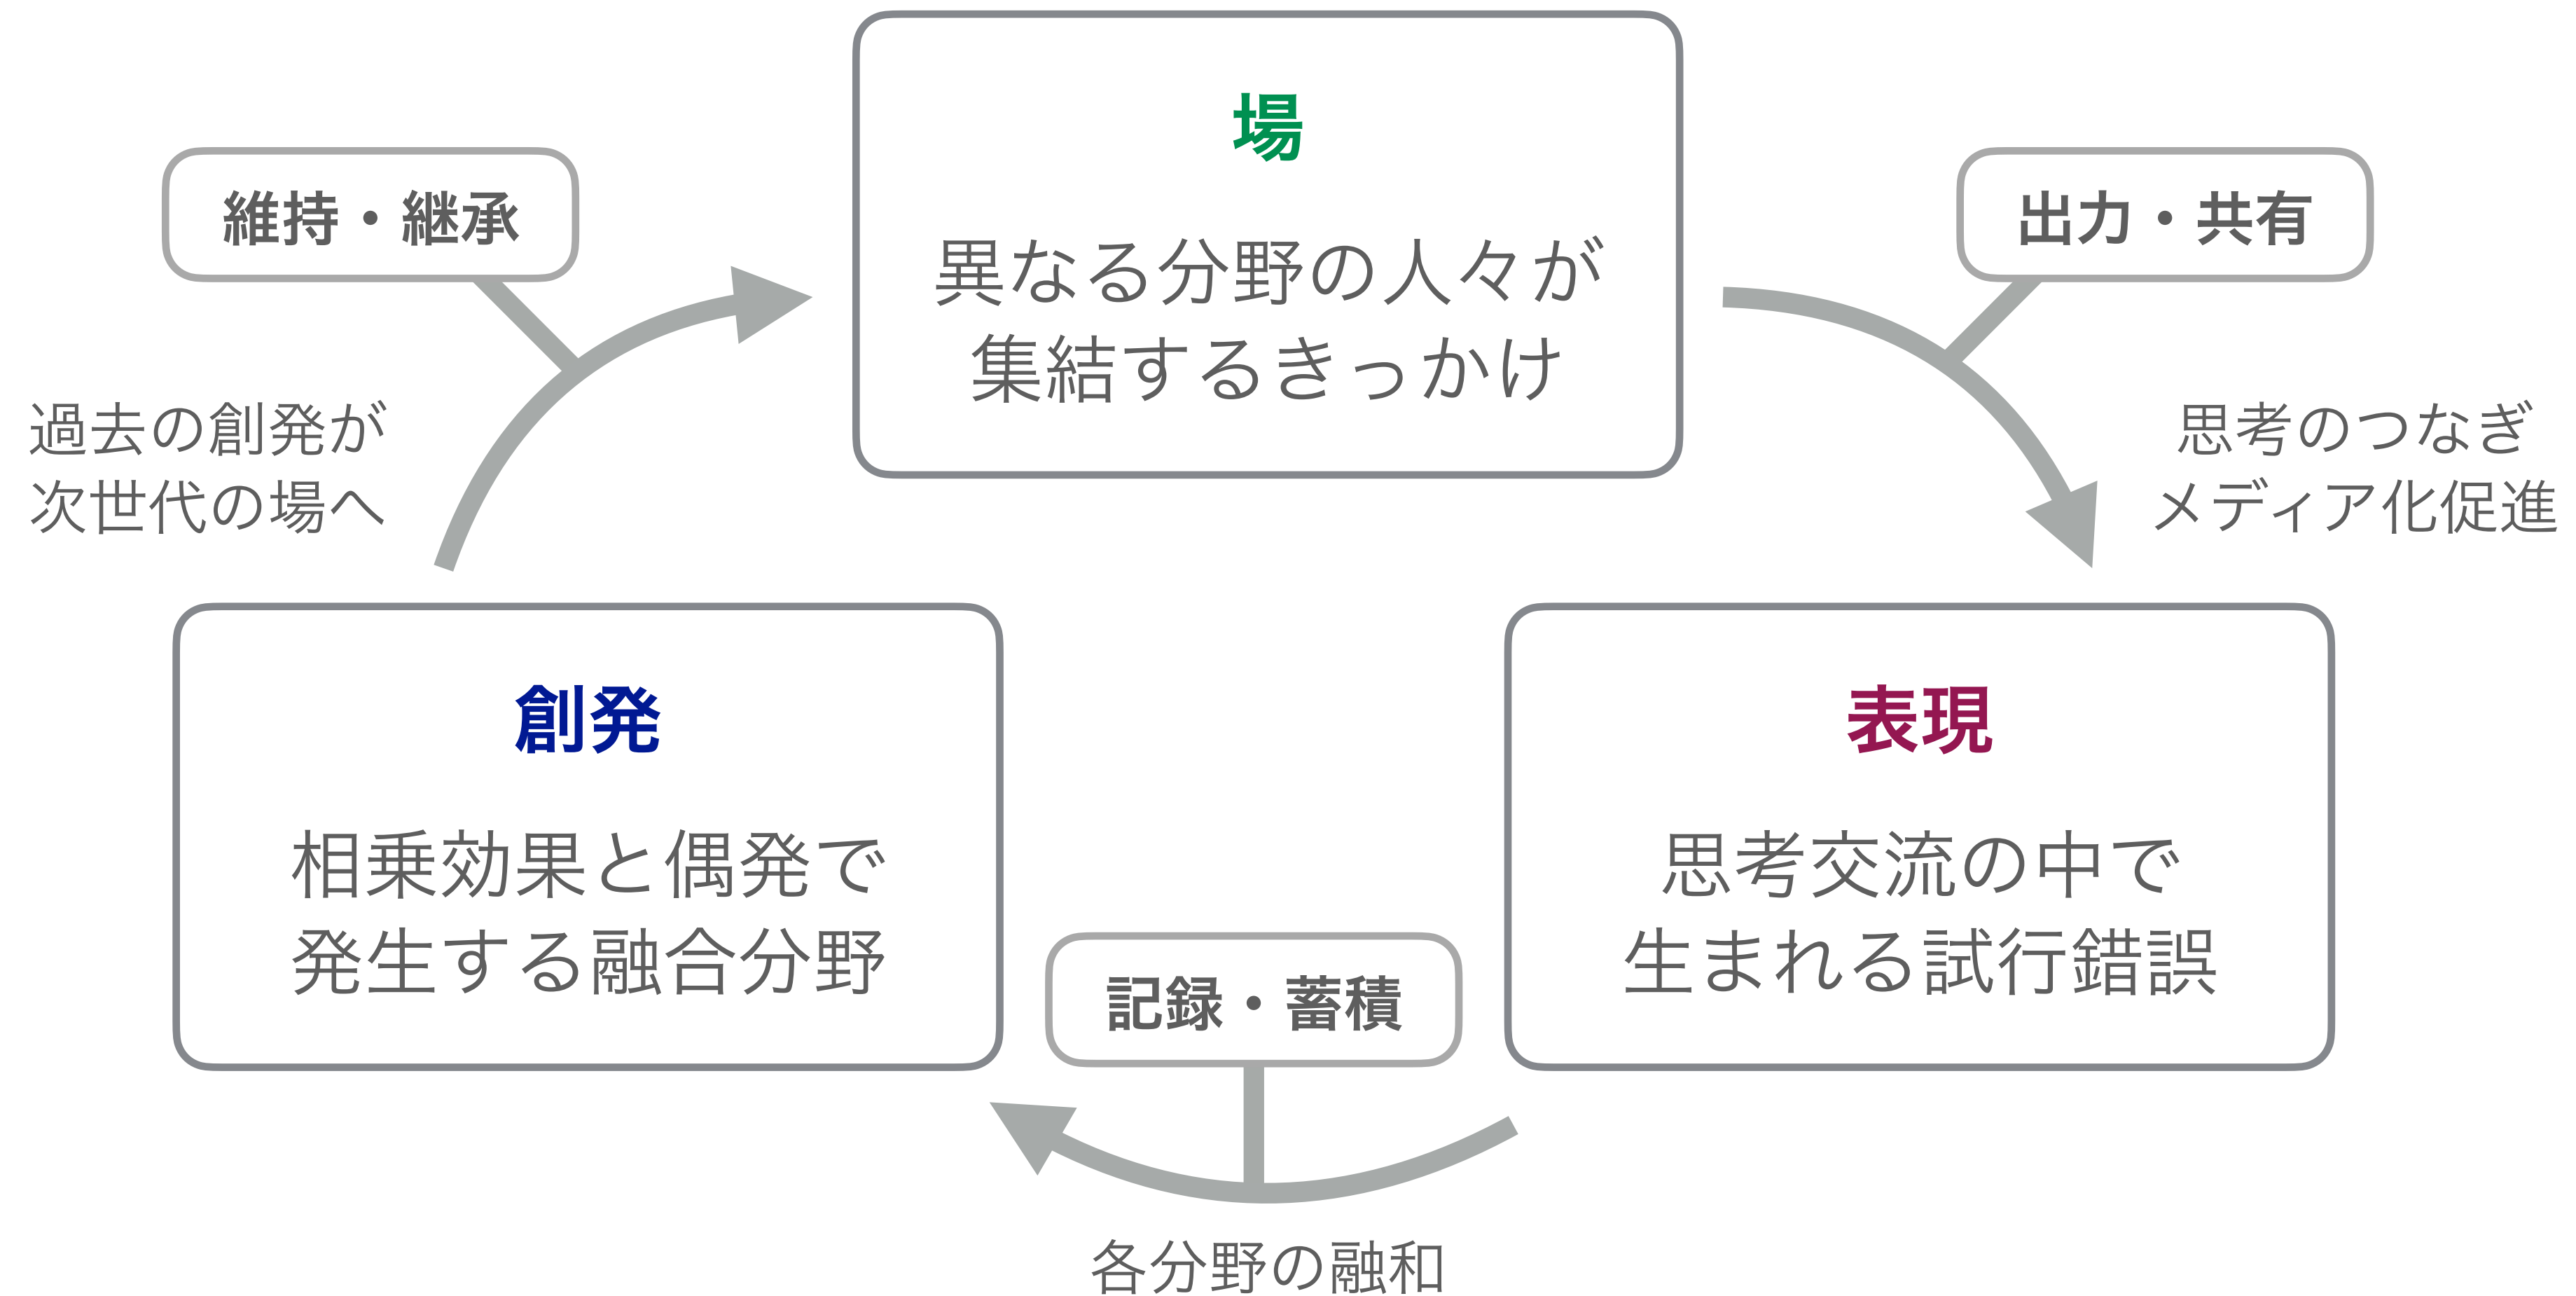 場
異なる分野の人々が
集結するきっかけ
維持・継承
出力・共有
過去の創発が
次世代の場へ
思考のつなぎ
メディア化促進
創発
相乗効果と偶発で
発生する融合分野
表現
思考交流の中で
生まれる試行錯誤
記録・蓄積
各分野の融和